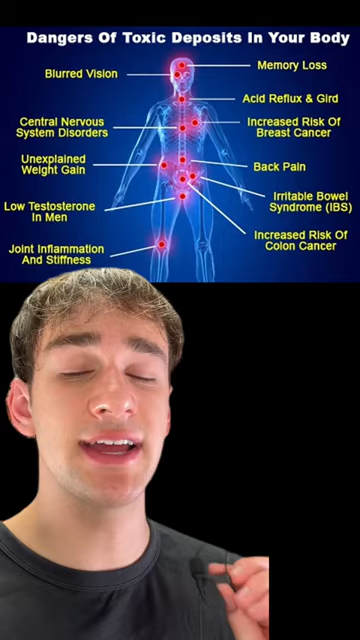 Dangers Of Toxic Deposits In Your Body
Memory Loss
Blurred Vision
Acid Reflux & Gird
Central Nervous
System Disorders
Increased Risk Of
Breast Cancer
Unexplained
Weight Gain
Back Pain
Low Testosterone
In Men
Irritable Bowel
Syndrome (IBS)
Increased Risk Of
Colon Cancer
Joint Inflammation
And Stiffness